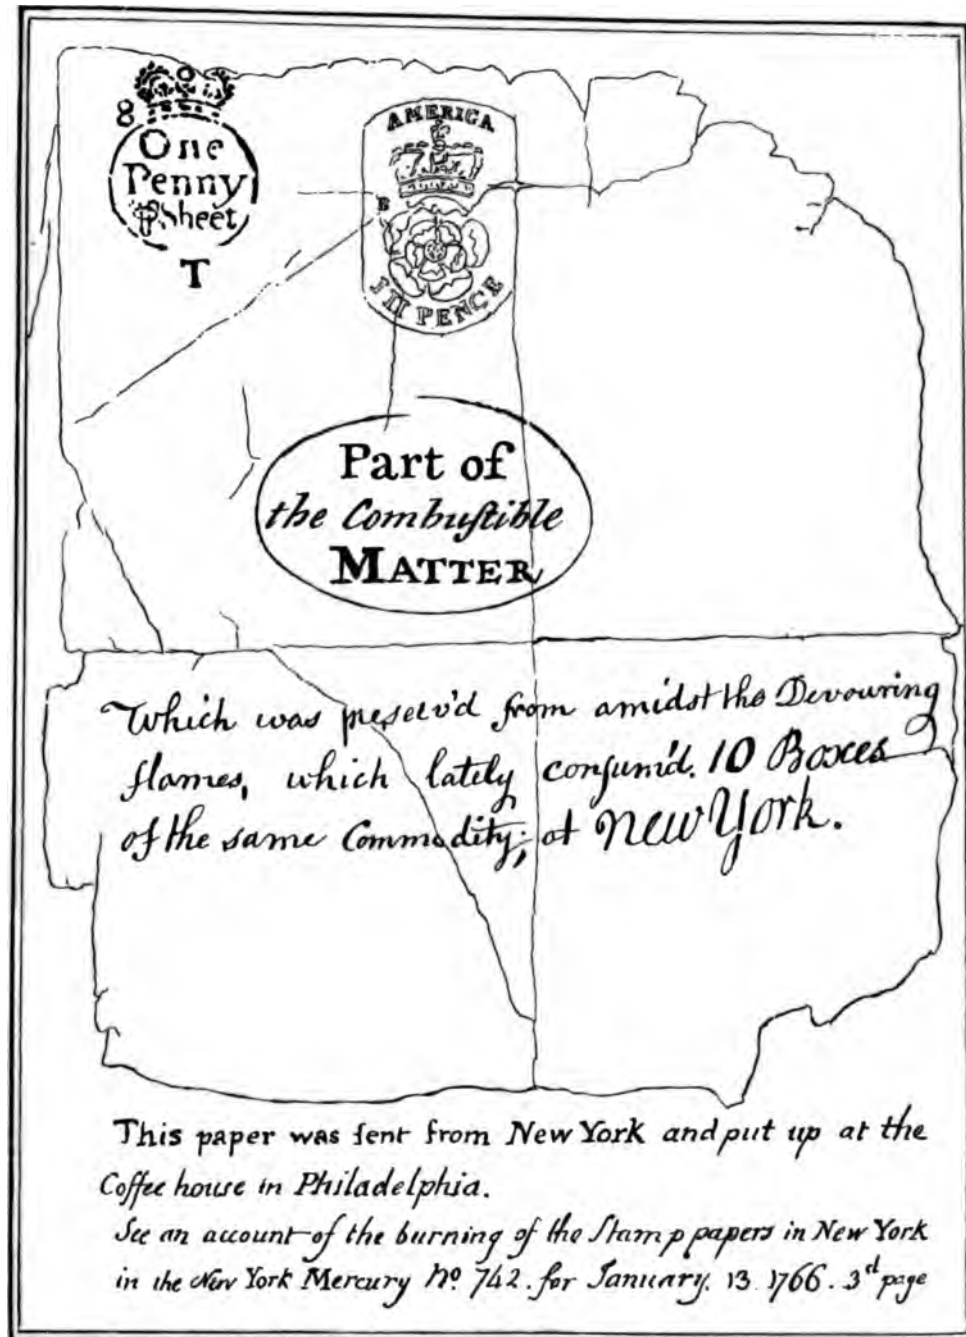 8
One
Penny
℘ Sheet
T
AMERICA
B
III PENCE
Part of
the Combuſtible
MATTER
Which was preserv'd from amidst the Devouring
flames, which lately conſum'd. 10 Boxes
of the same Commodity; at New York.
This paper was ſent from New York and put up at the
Coffee house in Philadelphia.
See an account of the burning of the Stamp papers in New York
in the New York Mercury No. 742. for January. 13. 1766. 3d page